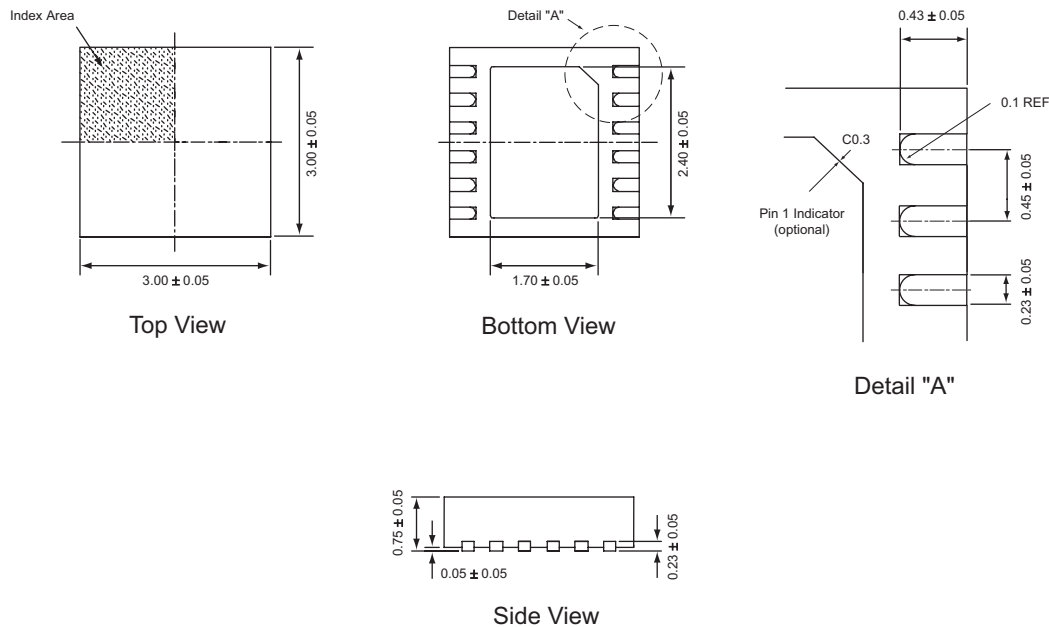 Index Area
3.00 ± 0.05
3.00 ± 0.05
Top View
Detail "A"
2.40 ± 0.05
1.70 ± 0.05
Bottom View
0.43 ± 0.05
0.1 REF
C0.3
0.45 ± 0.05
Pin 1 Indicator
(optional)
0.23 ± 0.05
Detail "A"
0.75 ± 0.05
0.05 ± 0.05
0.23 ± 0.05
Side View